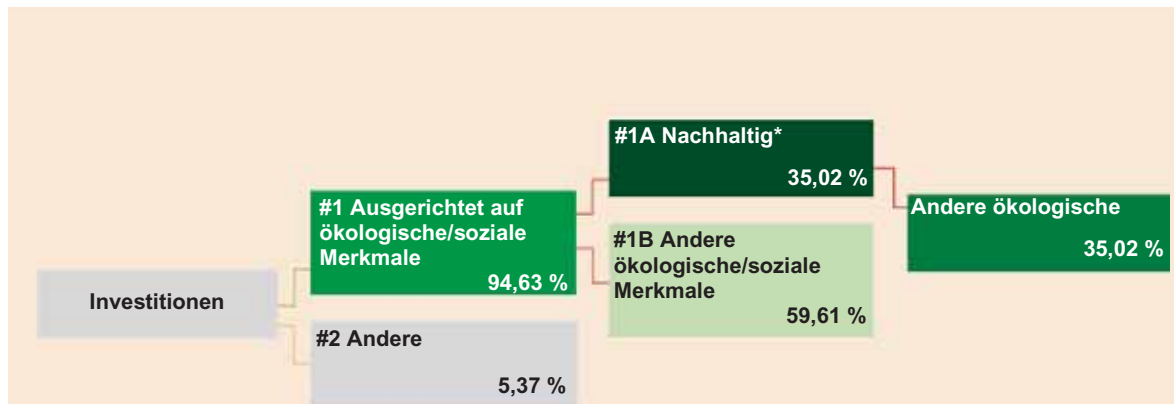 Investitionen
#1 Ausgerichtet auf
ökologische/soziale
Merkmale
94,63 %
#2 Andere
5,37 %
#1A Nachhaltig*
35,02 %
#1B Andere
ökologische/soziale
Merkmale
59,61 %
Andere ökologische
35,02 %